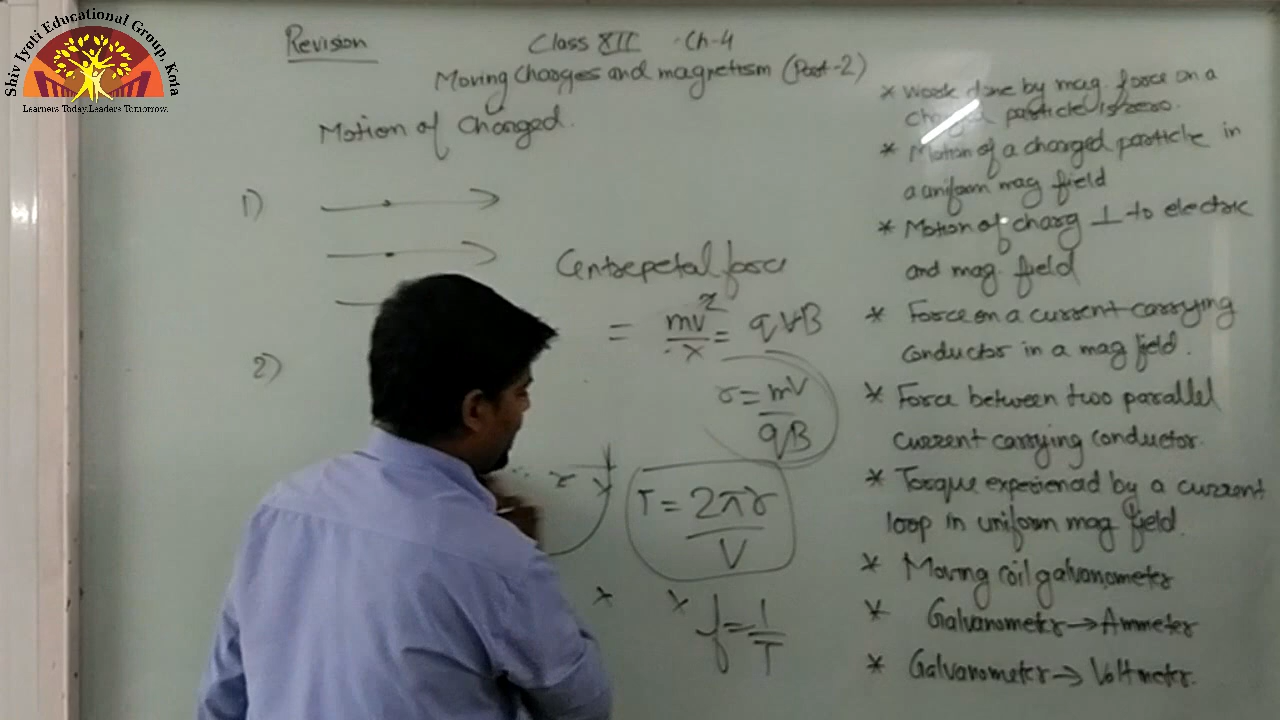 Shiv Jyoti Educational Group, Kota
Learners Today.Leaders Tomorrow.
Revision
Class XII Ch-4
Moving Charges and magnetism (Part-2)
Motion of Charged.
1)
2)
Centrepetal force
= mv²/r = qVB
r = mV/qB
r
T = 2πr/V
x x
f = 1/T
* Work done by mag. force on a
charged particle is zero.
* Motion of a charged particle in
a uniform mag field
* Motion of charg ⊥ to electric
and mag. field
* Force on a current carrying
conductor in a mag field.
* Force between two parallel
current carrying conductor.
* Torque experienced by a current
loop in uniform mag field.
* Moving coil galvanometer
* Galvanometer → Ammeter
* Galvanometer → Voltmeter.